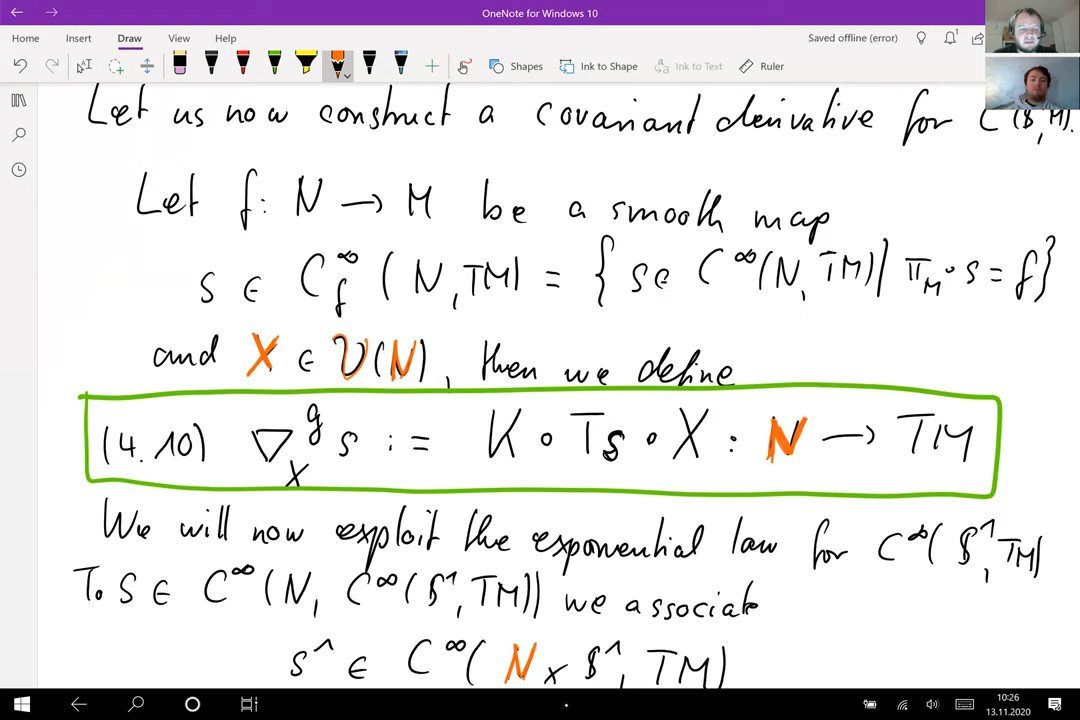 OneNote for Windows 10
Home Insert Draw View Help Saved offline (error)
Shapes Ink to Shape Ink to Text Ruler
Let us now construct a covariant derivative for C^∞(S^1, M).
Let f: N → M be a smooth map
s ∈ C_f^∞ (N, TM) = { s ∈ C^∞(N, TM) | π_M ∘ s = f }
and X ∈ V(N), then we define
(4.10) ∇_X^g s := K ∘ Ts ∘ X : N → TM
We will now exploit the exponential law for C^∞(S^1, TM)
To s ∈ C^∞(N, C^∞(S^1, TM)) we associate
s^∧ ∈ C^∞( N × S^1, TM)
10:26
13.11.2020